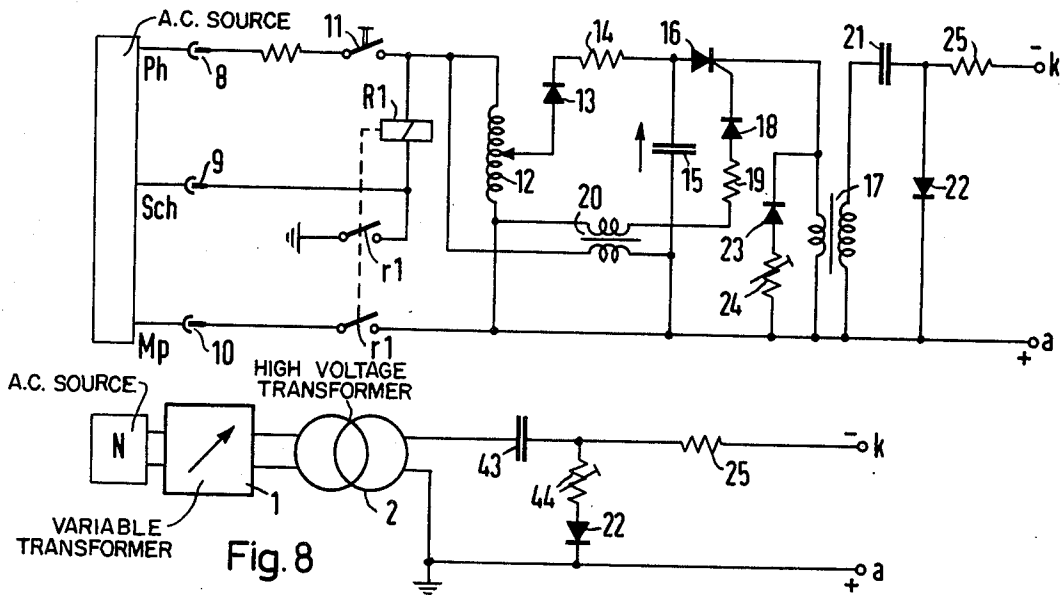 A.C. SOURCE
Ph
8
11
R1
9
Sch
r1
Mp
10
r1
12
13
14
15
16
18
19
20
23
24
17
21
22
25
- k
+ a
A.C. SOURCE
N
1
VARIABLE
TRANSFORMER
HIGH VOLTAGE
TRANSFORMER
2
43
44
22
25
- k
+ a
Fig. 8